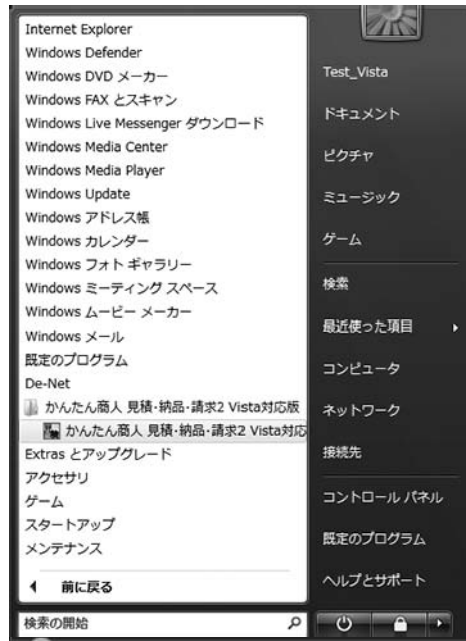 Internet Explorer
Windows Defender
Windows DVD メーカー
Windows FAX とスキャン
Windows Live Messenger ダウンロード
Windows Media Center
Windows Media Player
Windows Update
Windows アドレス帳
Windows カレンダー
Windows フォト ギャラリー
Windows ミーティング スペース
Windows ムービー メーカー
Windows メール
既定のプログラム
De-Net
かんたん商人 見積・納品・請求2 Vista対応版
かんたん商人 見積・納品・請求2 Vista対応
Extras とアップグレード
アクセサリ
ゲーム
スタートアップ
メンテナンス
前に戻る
検索の開始
Test_Vista
ドキュメント
ピクチャ
ミュージック
ゲーム
検索
最近使った項目
コンピュータ
ネットワーク
接続先
コントロール パネル
既定のプログラム
ヘルプとサポート